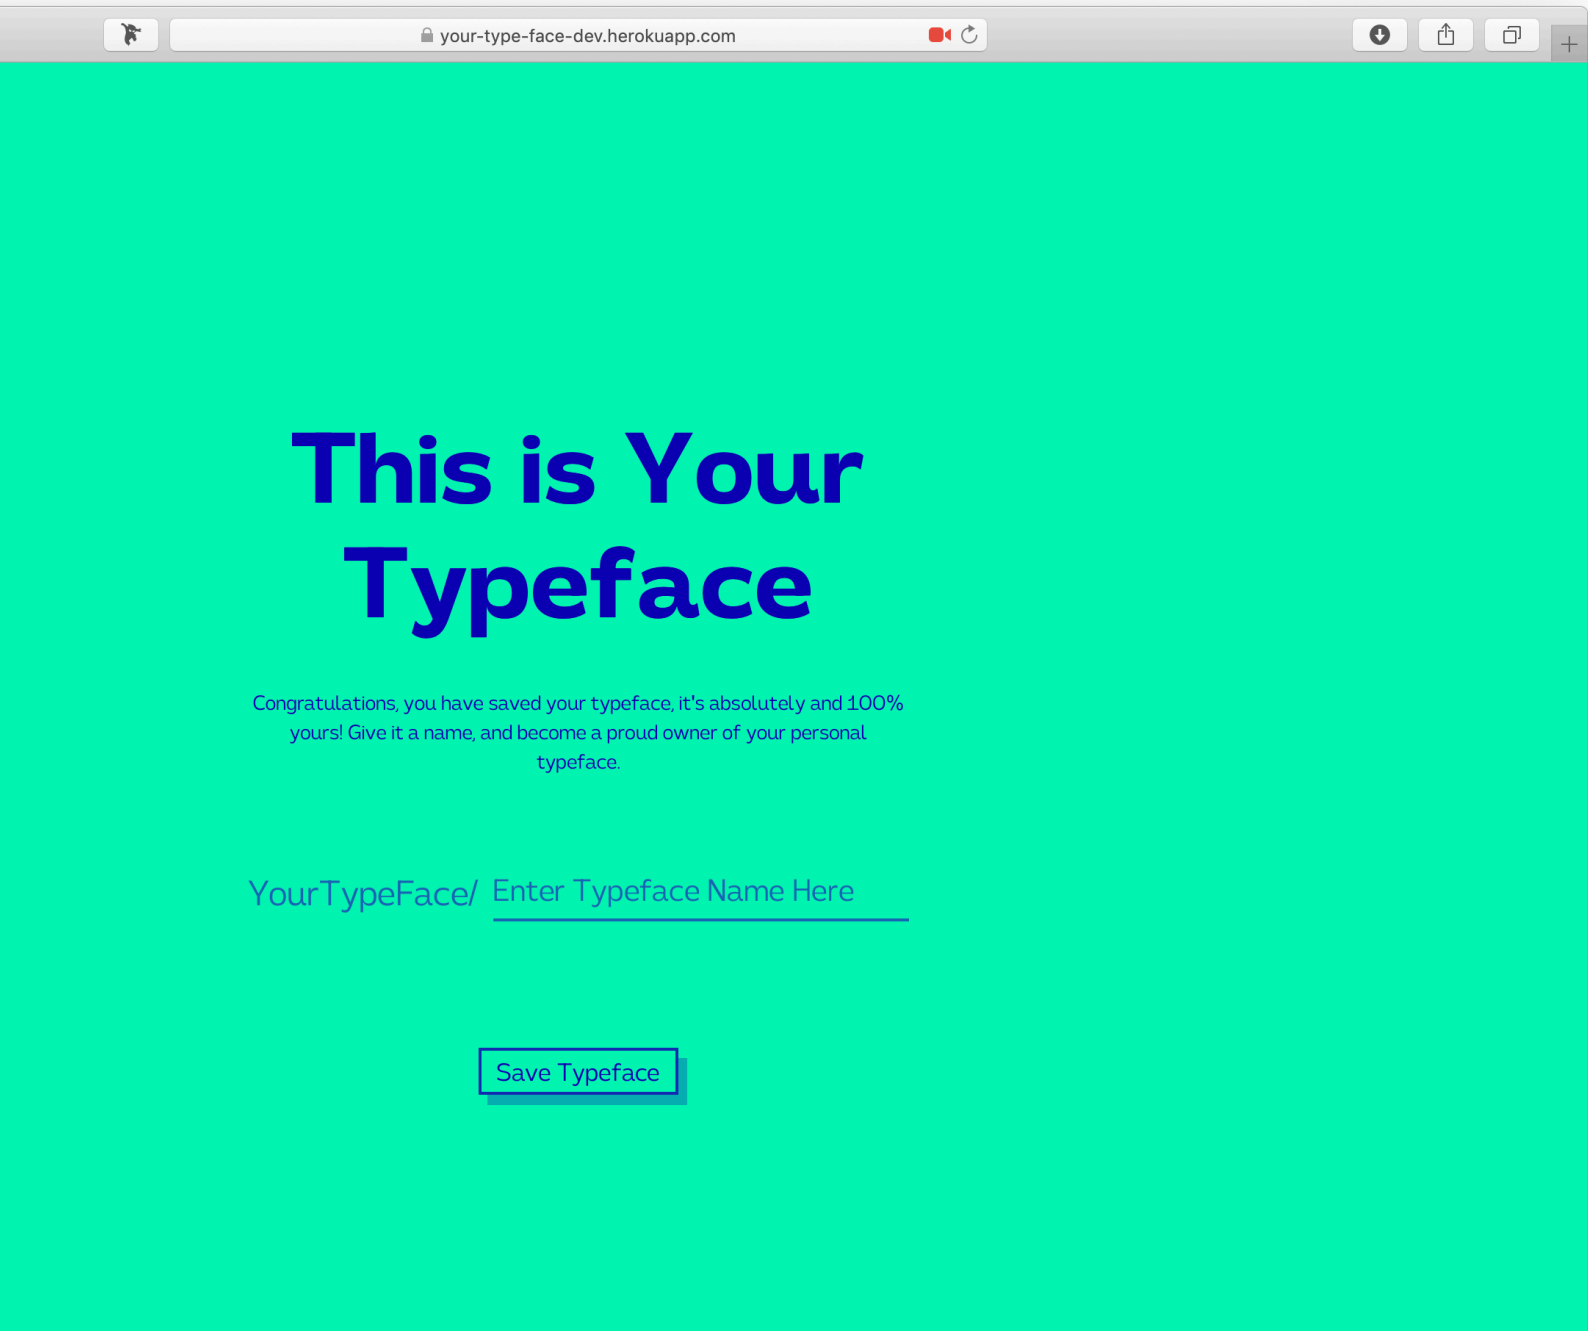 your-type-face-dev.herokuapp.com
This is Your
Typeface
Congratulations, you have saved your typeface, it's absolutely and 100%
yours! Give it a name, and become a proud owner of your personal
typeface.
YourTypeFace/ Enter Typeface Name Here
Save Typeface